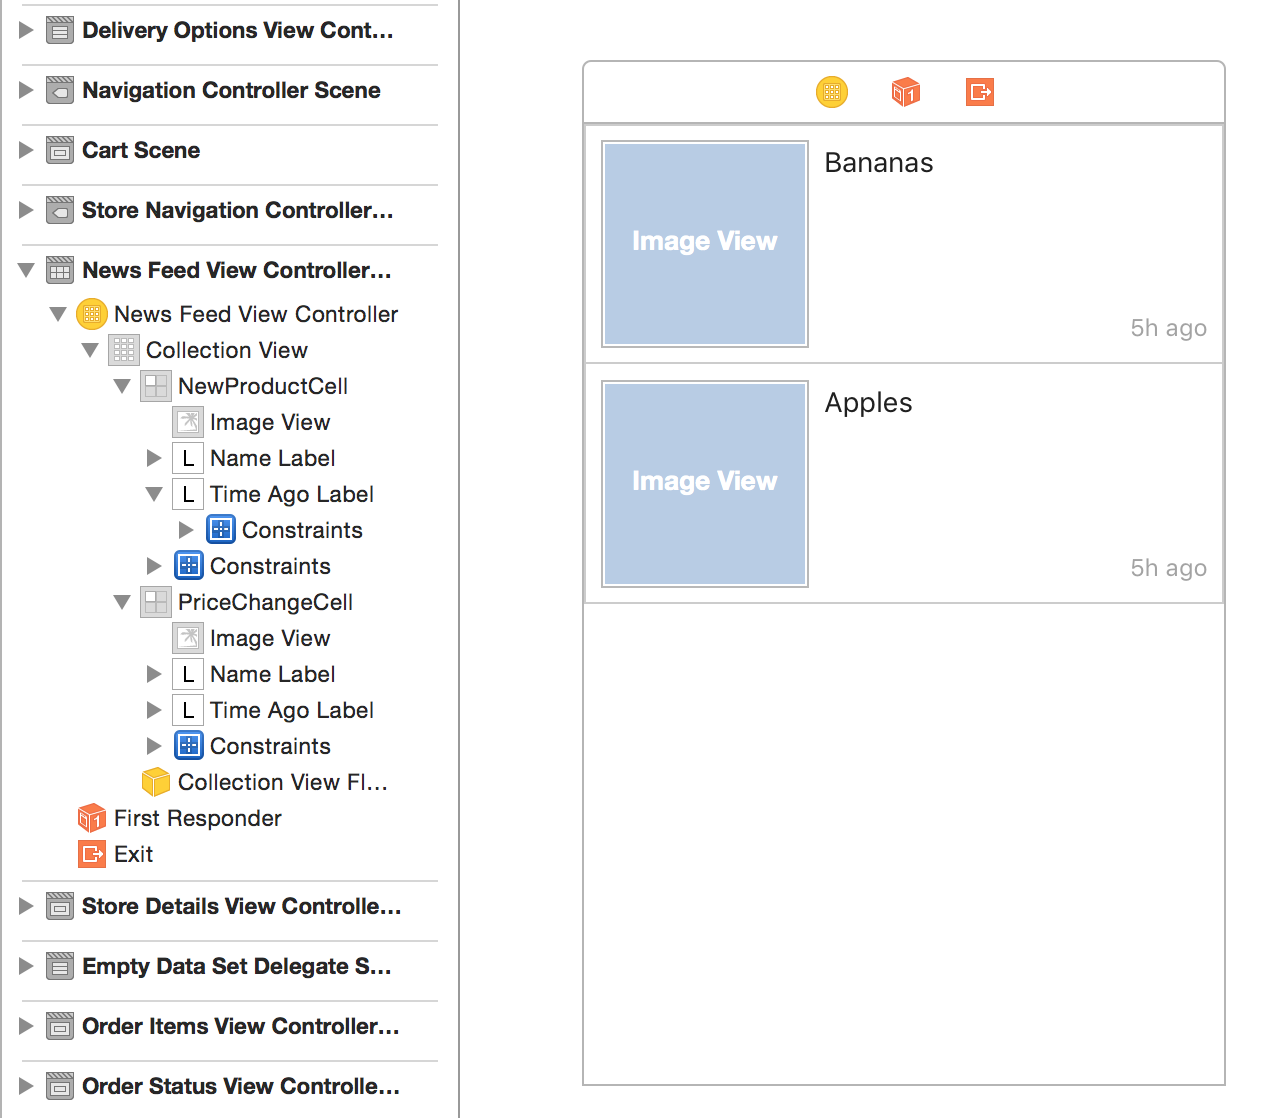 Delivery Options View Cont...
Navigation Controller Scene
Cart Scene
Store Navigation Controller...
News Feed View Controller...
News Feed View Controller
Collection View
NewProductCell
Image View
L Name Label
L Time Ago Label
Constraints
Constraints
PriceChangeCell
Image View
L Name Label
L Time Ago Label
Constraints
Collection View Fl...
1 First Responder
Exit
Store Details View Controlle...
Empty Data Set Delegate S...
Order Items View Controller...
Order Status View Controlle...
1
Bananas
Image View
5h ago
Apples
Image View
5h ago